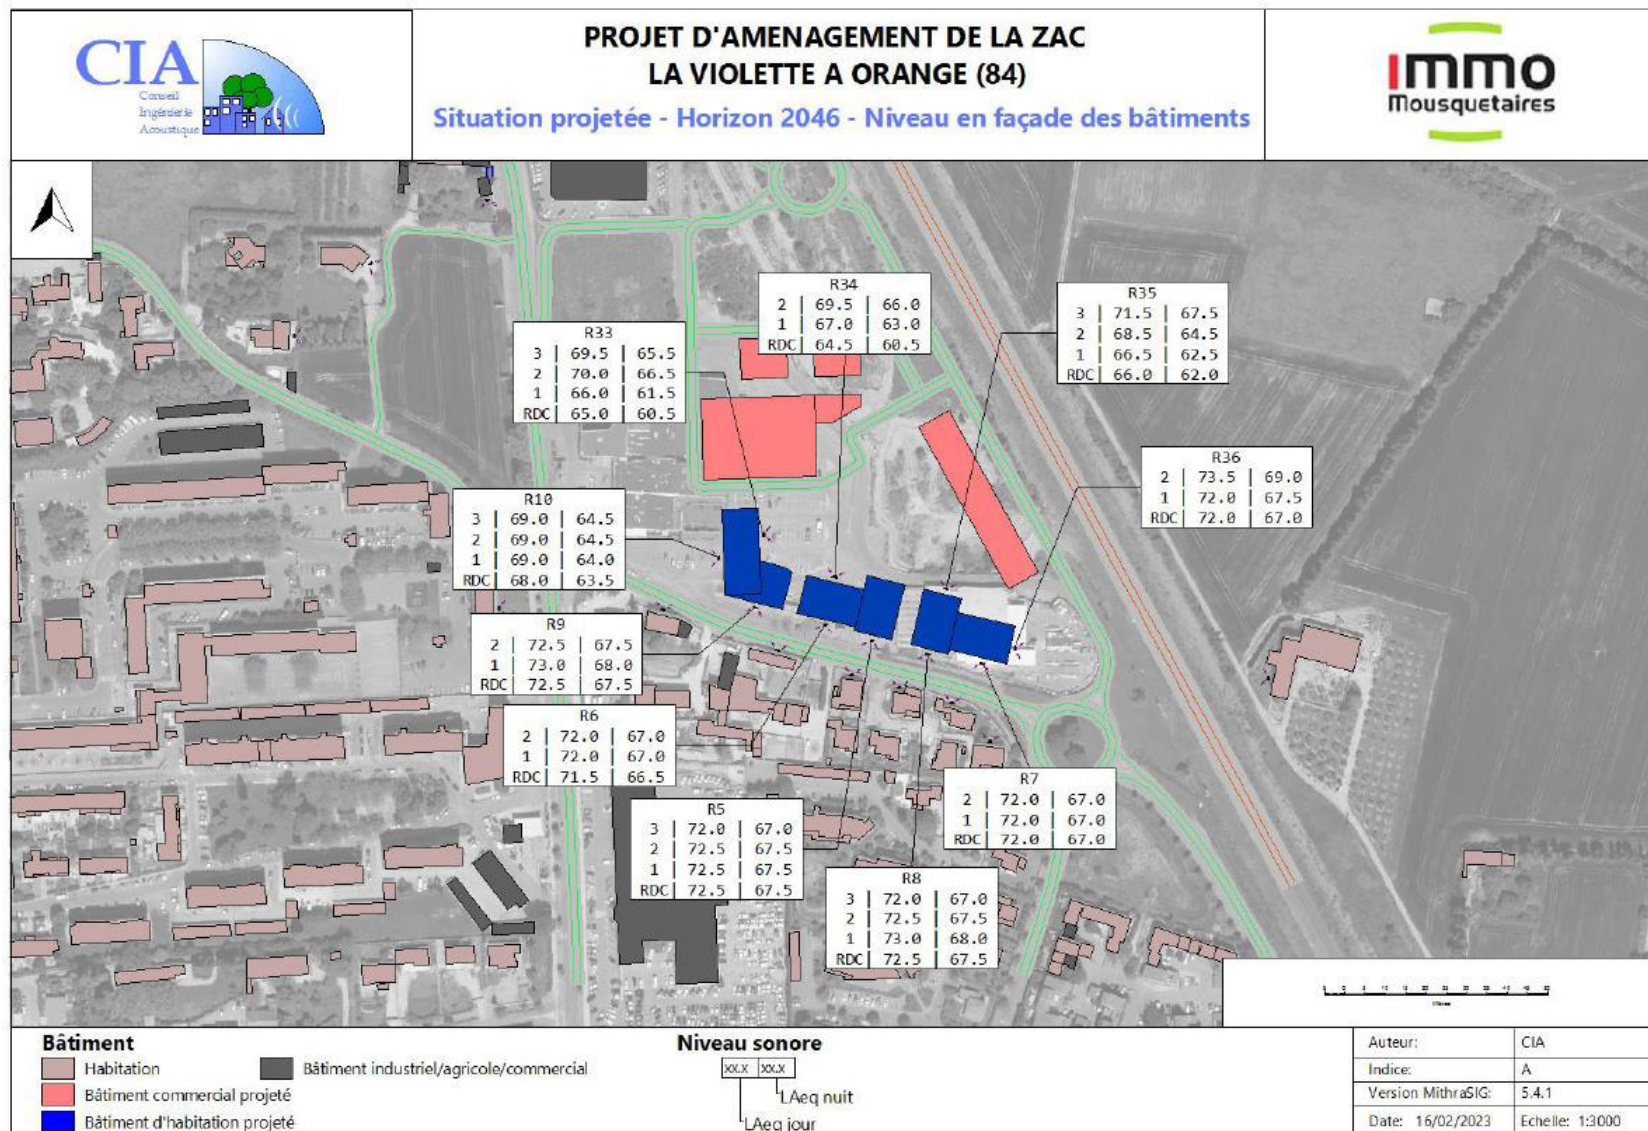 CIA
Conseil
Ingénierie
Acoustique
PROJET D'AMENAGEMENT DE LA ZAC
LA VIOLETTE A ORANGE (84)
Situation projetée - Horizon 2046 - Niveau en façade des bâtiments
Immo
Mousquetaires
R34
2 | 69.5 | 66.0
1 | 67.0 | 63.0
RDC | 64.5 | 60.5
R35
3 | 71.5 | 67.5
2 | 68.5 | 64.5
1 | 66.5 | 62.5
RDC | 66.0 | 62.0
R33
3 | 69.5 | 65.5
2 | 70.0 | 66.5
1 | 66.0 | 61.5
RDC | 65.0 | 60.5
R36
2 | 73.5 | 69.0
1 | 72.0 | 67.5
RDC | 72.0 | 67.0
R10
3 | 69.0 | 64.5
2 | 69.0 | 64.5
1 | 69.0 | 64.0
RDC | 68.0 | 63.5
R9
2 | 72.5 | 67.5
1 | 73.0 | 68.0
RDC | 72.5 | 67.5
R6
2 | 72.0 | 67.0
1 | 72.0 | 67.0
RDC | 71.5 | 66.5
R7
2 | 72.0 | 67.0
1 | 72.0 | 67.0
RDC | 72.0 | 67.0
R5
3 | 72.0 | 67.0
2 | 72.5 | 67.5
1 | 72.5 | 67.5
RDC | 72.5 | 67.5
R8
3 | 72.0 | 67.0
2 | 72.5 | 67.5
1 | 73.0 | 68.0
RDC | 72.5 | 67.5
Bâtiment
Habitation
Bâtiment industriel/agricole/commercial
Bâtiment commercial projeté
Bâtiment d'habitation projeté
Niveau sonore
xx.x xx.x
LAeq nuit
LAeq jour
Auteur: CIA
Indice: A
Version MithraSIG: 5.4.1
Date: 16/02/2023 Echelle: 1:3000